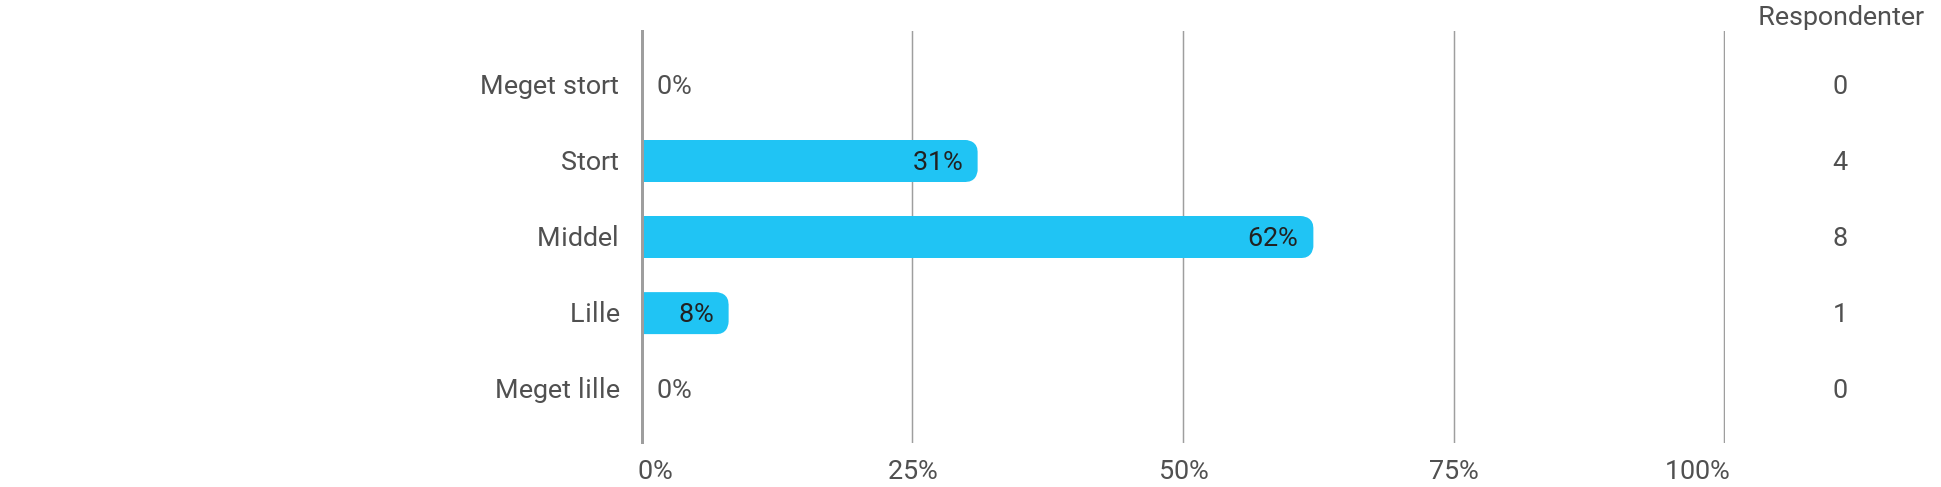 Respondenter
Meget stort 0% 0
Stort 31% 4
Middel 62% 8
Lille 8% 1
Meget lille 0% 0
0% 25% 50% 75% 100%